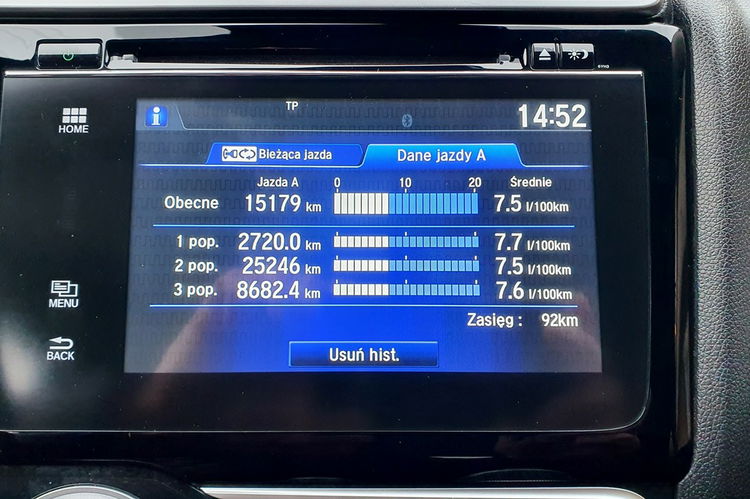 TP
14:52
HOME
Bieżąca jazda
Dane jazdy A
Jazda A 0 10 20 Średnie
Obecne 15179 km 7.5 l/100km
1 pop. 2720.0 km 7.7 l/100km
2 pop. 25246 km 7.5 l/100km
3 pop. 8682.4 km 7.6 l/100km
MENU
Zasięg : 92km
BACK
Usuń hist.